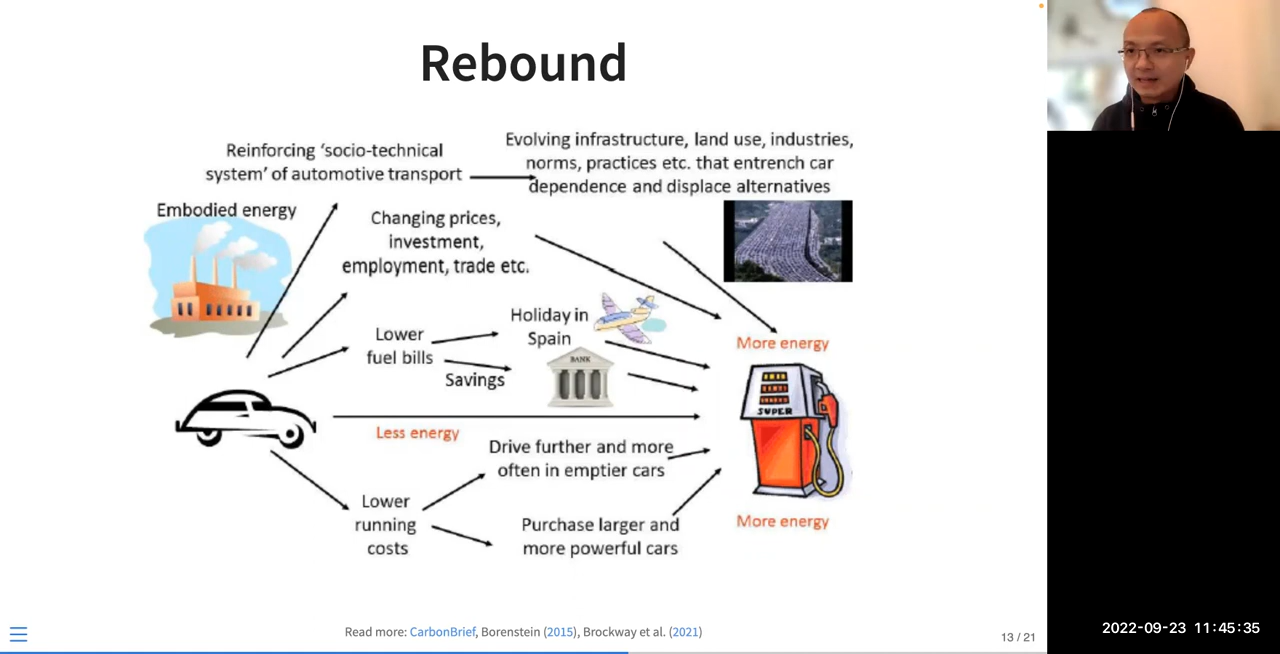 Rebound
Reinforcing ‘socio-technical
system’ of automotive transport
Evolving infrastructure, land use, industries,
norms, practices etc. that entrench car
dependence and displace alternatives
Embodied energy
Changing prices,
investment,
employment, trade etc.
Lower
fuel bills
Holiday in
Spain
Savings
BANK
More energy
SUPER
Less energy
Drive further and more
often in emptier cars
Lower
running
costs
Purchase larger and
more powerful cars
More energy
Read more: CarbonBrief, Borenstein (2015), Brockway et al. (2021)
13 / 21
2022-09-23 11:45:35